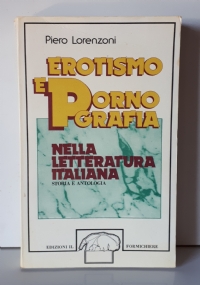 Piero Lorenzoni
EROTISMO
E PORNO
GRAFIA
NELLA
LETTERATURA
ITALIANA
STORIA E ANTOLOGIA
EDIZIONI IL FORMICHIERE